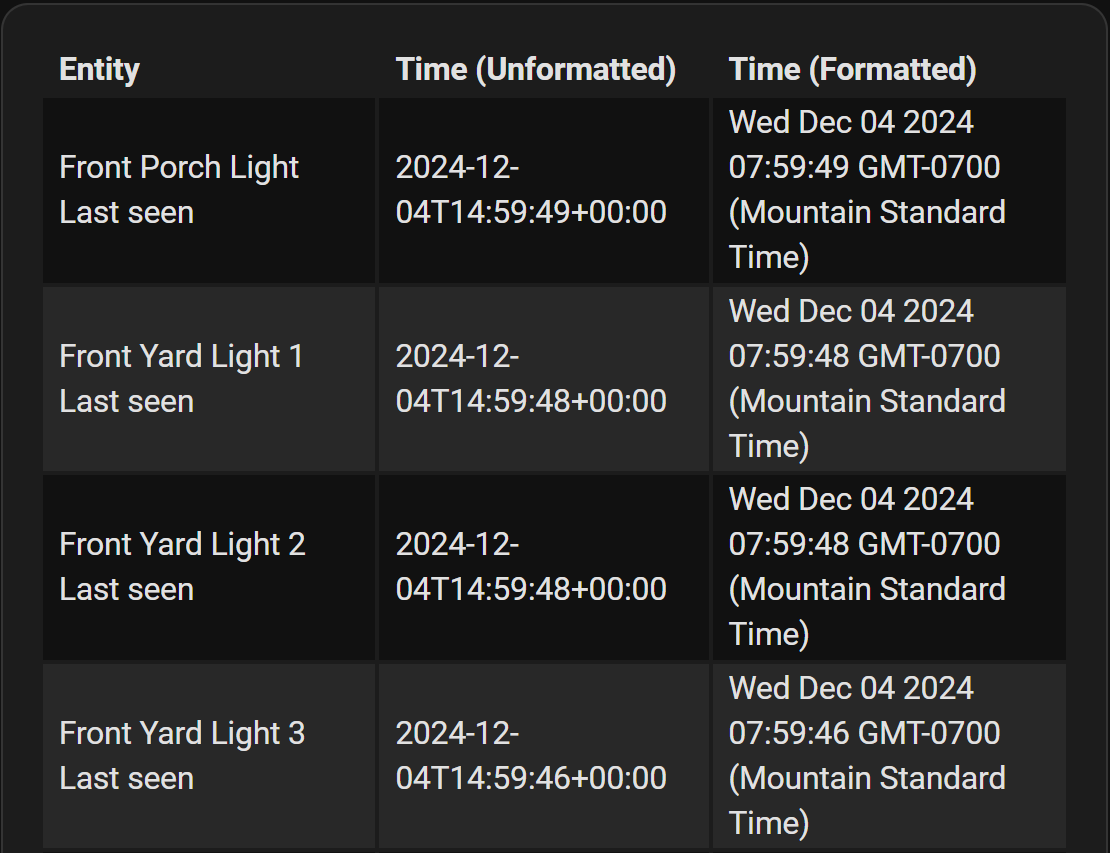 Entity Time (Unformatted) Time (Formatted)
Front Porch Light
Last seen
2024-12-
04T14:59:49+00:00
Wed Dec 04 2024
07:59:49 GMT-0700
(Mountain Standard
Time)
Front Yard Light 1
Last seen
2024-12-
04T14:59:48+00:00
Wed Dec 04 2024
07:59:48 GMT-0700
(Mountain Standard
Time)
Front Yard Light 2
Last seen
2024-12-
04T14:59:48+00:00
Wed Dec 04 2024
07:59:48 GMT-0700
(Mountain Standard
Time)
Front Yard Light 3
Last seen
2024-12-
04T14:59:46+00:00
Wed Dec 04 2024
07:59:46 GMT-0700
(Mountain Standard
Time)